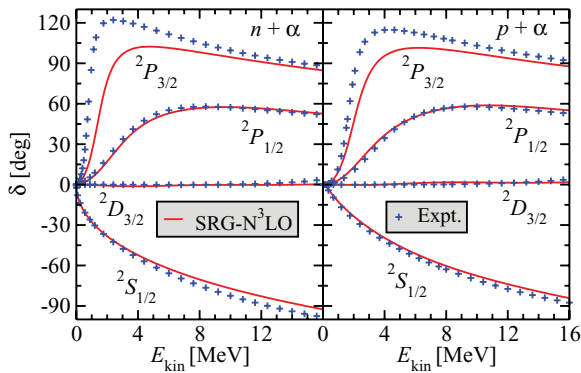 n + α
p + α
120
90
60
30
0
-30
-60
-90
δ [deg]
²P₃/₂
²P₁/₂
²D₃/₂
²S₁/₂
SRG-N³LO
²P₃/₂
²P₁/₂
²D₃/₂
²S₁/₂
Expt.
0 4 8 12
0 4 8 12 16
E_kin [MeV]
E_kin [MeV]